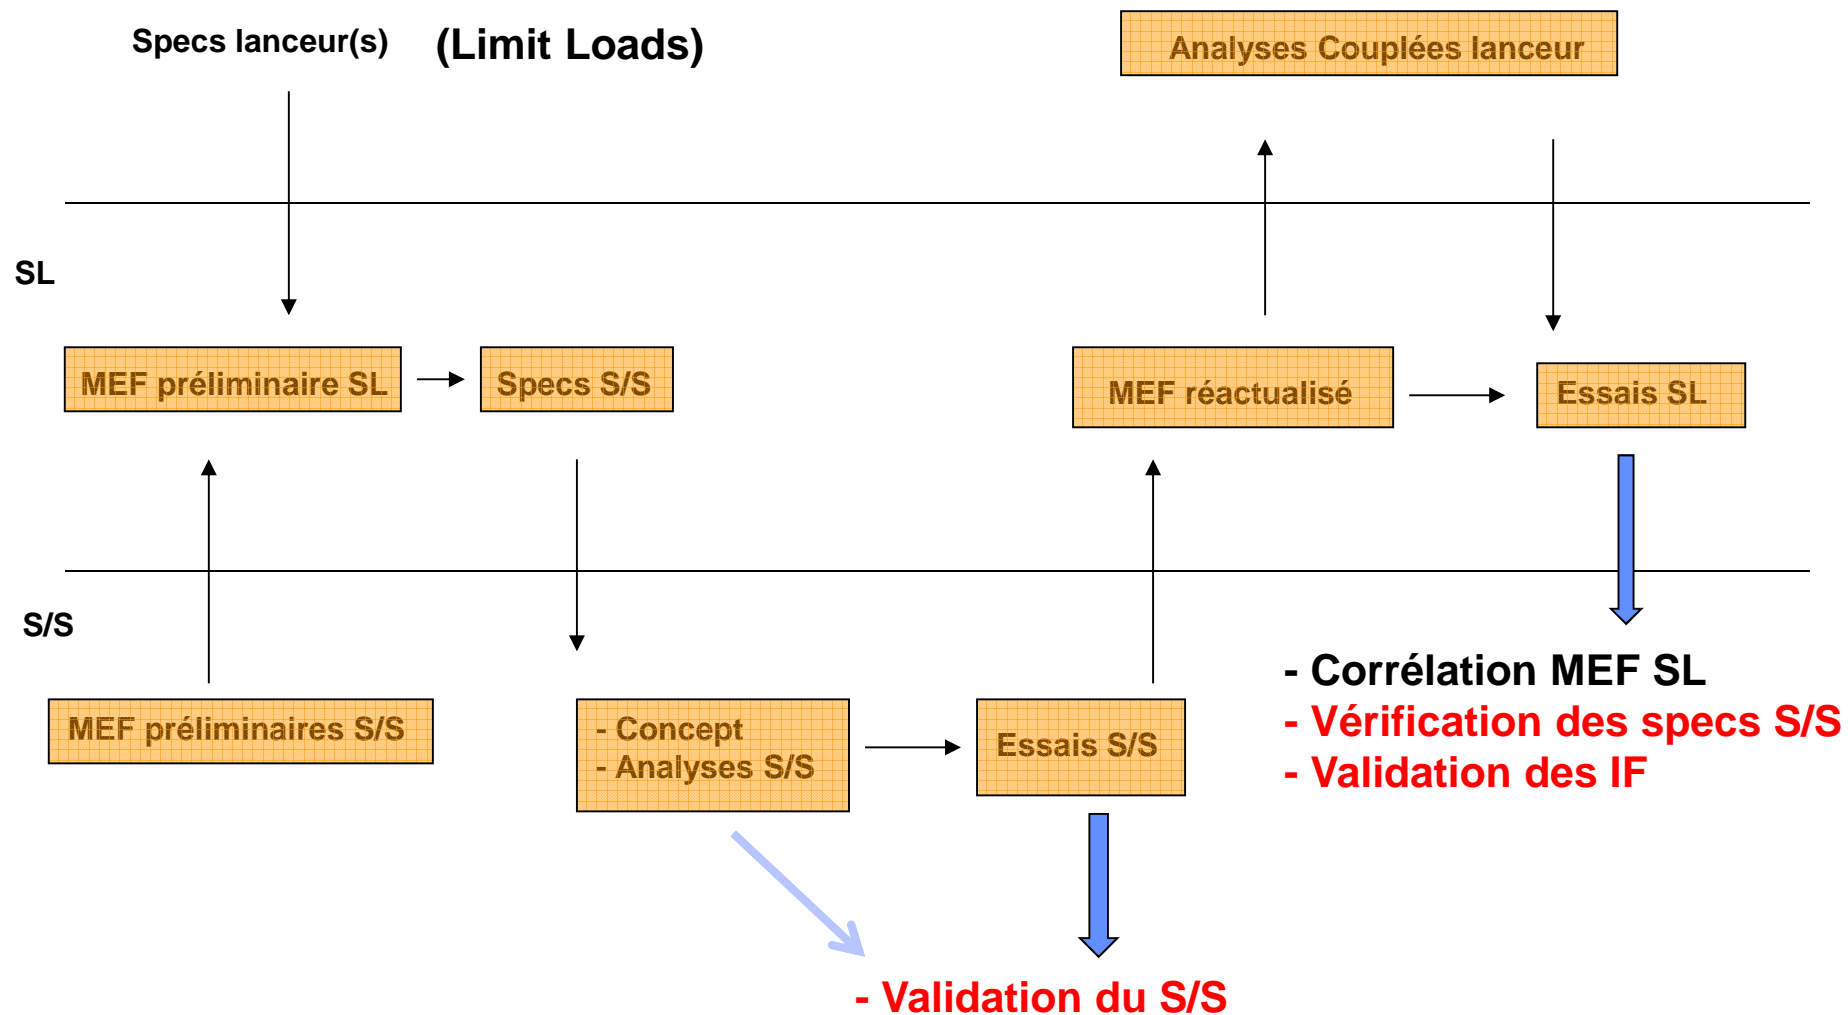 Specs lanceur(s) (Limit Loads)
Analyses Couplées lanceur
SL
MEF préliminaire SL
Specs S/S
MEF réactualisé
Essais SL
S/S
MEF préliminaires S/S
- Concept
- Analyses S/S
Essais S/S
- Corrélation MEF SL
- Vérification des specs S/S
- Validation des IF
- Validation du S/S